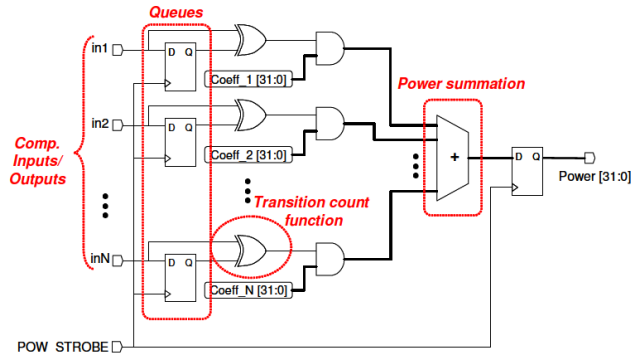 Queues
in1
D Q
Coeff_1 [31:0]
Power summation
in2
D Q
Coeff_2 [31:0]
Comp.
Inputs/
Outputs
+
D Q
Power [31:0]
Transition count
function
inN
D Q
Coeff_N [31:0]
POW STROBE